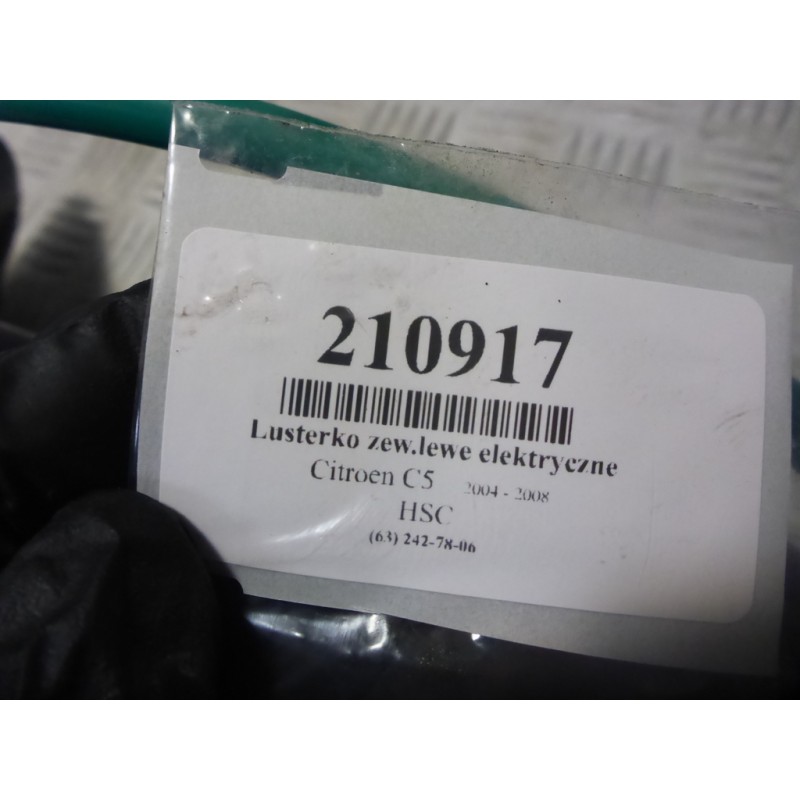 210917
Lusterko zew.lewe elektryczne
Citroen C5 2004 - 2008
HSC
(63) 242-78-06